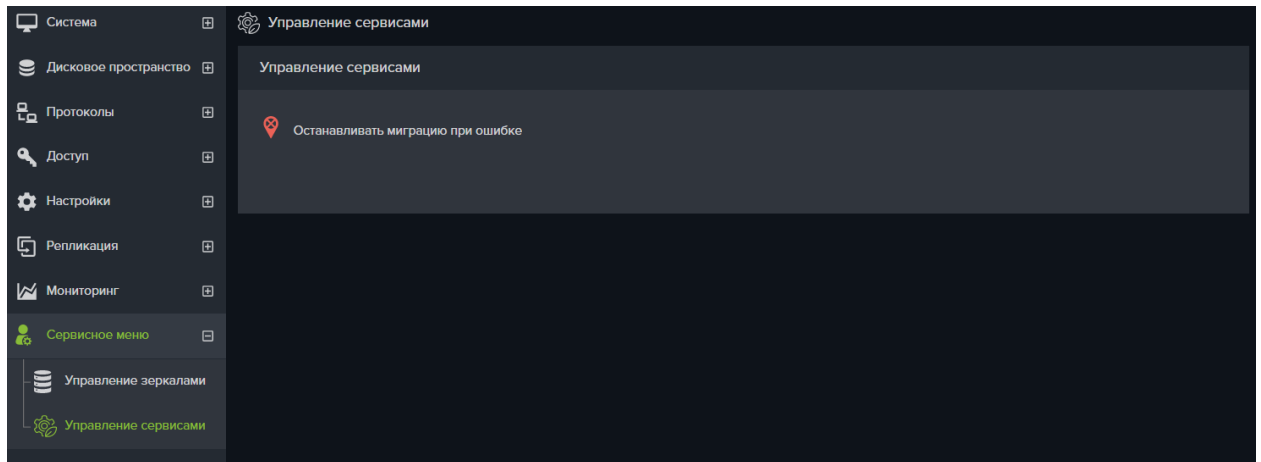 Система
Дисковое пространство
Протоколы
Доступ
Настройки
Репликация
Мониторинг
Сервисное меню
Управление зеркалами
Управление сервисами
Управление сервисами
Управление сервисами
Останавливать миграцию при ошибке